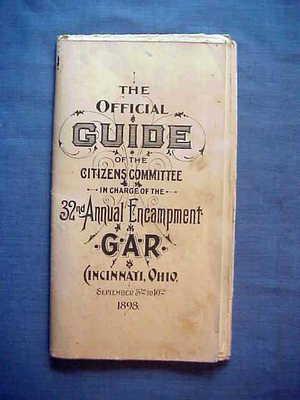 THE
OFFICIAL
GUIDE
OF THE
CITIZENS COMMITTEE
IN CHARGE OF THE
32nd ANNUAL ENCAMPMENT
G.A.R.
CINCINNATI, OHIO.
SEPTEMBER 5TH TO 10TH
1898.